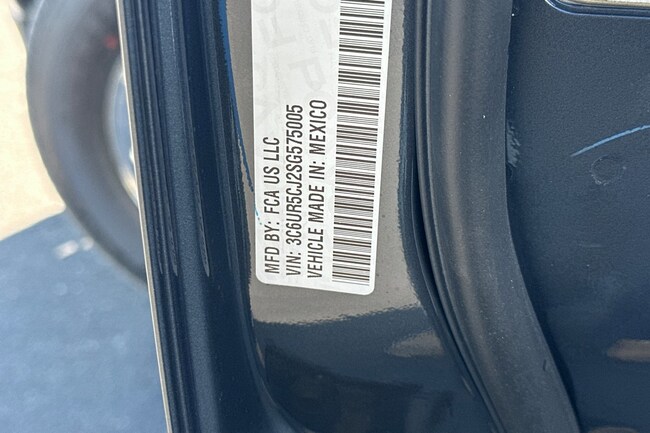 MFD BY: FCA US LLC
VIN: 3C6UR5CJ2SG575005
VEHICLE MADE IN: MEXICO